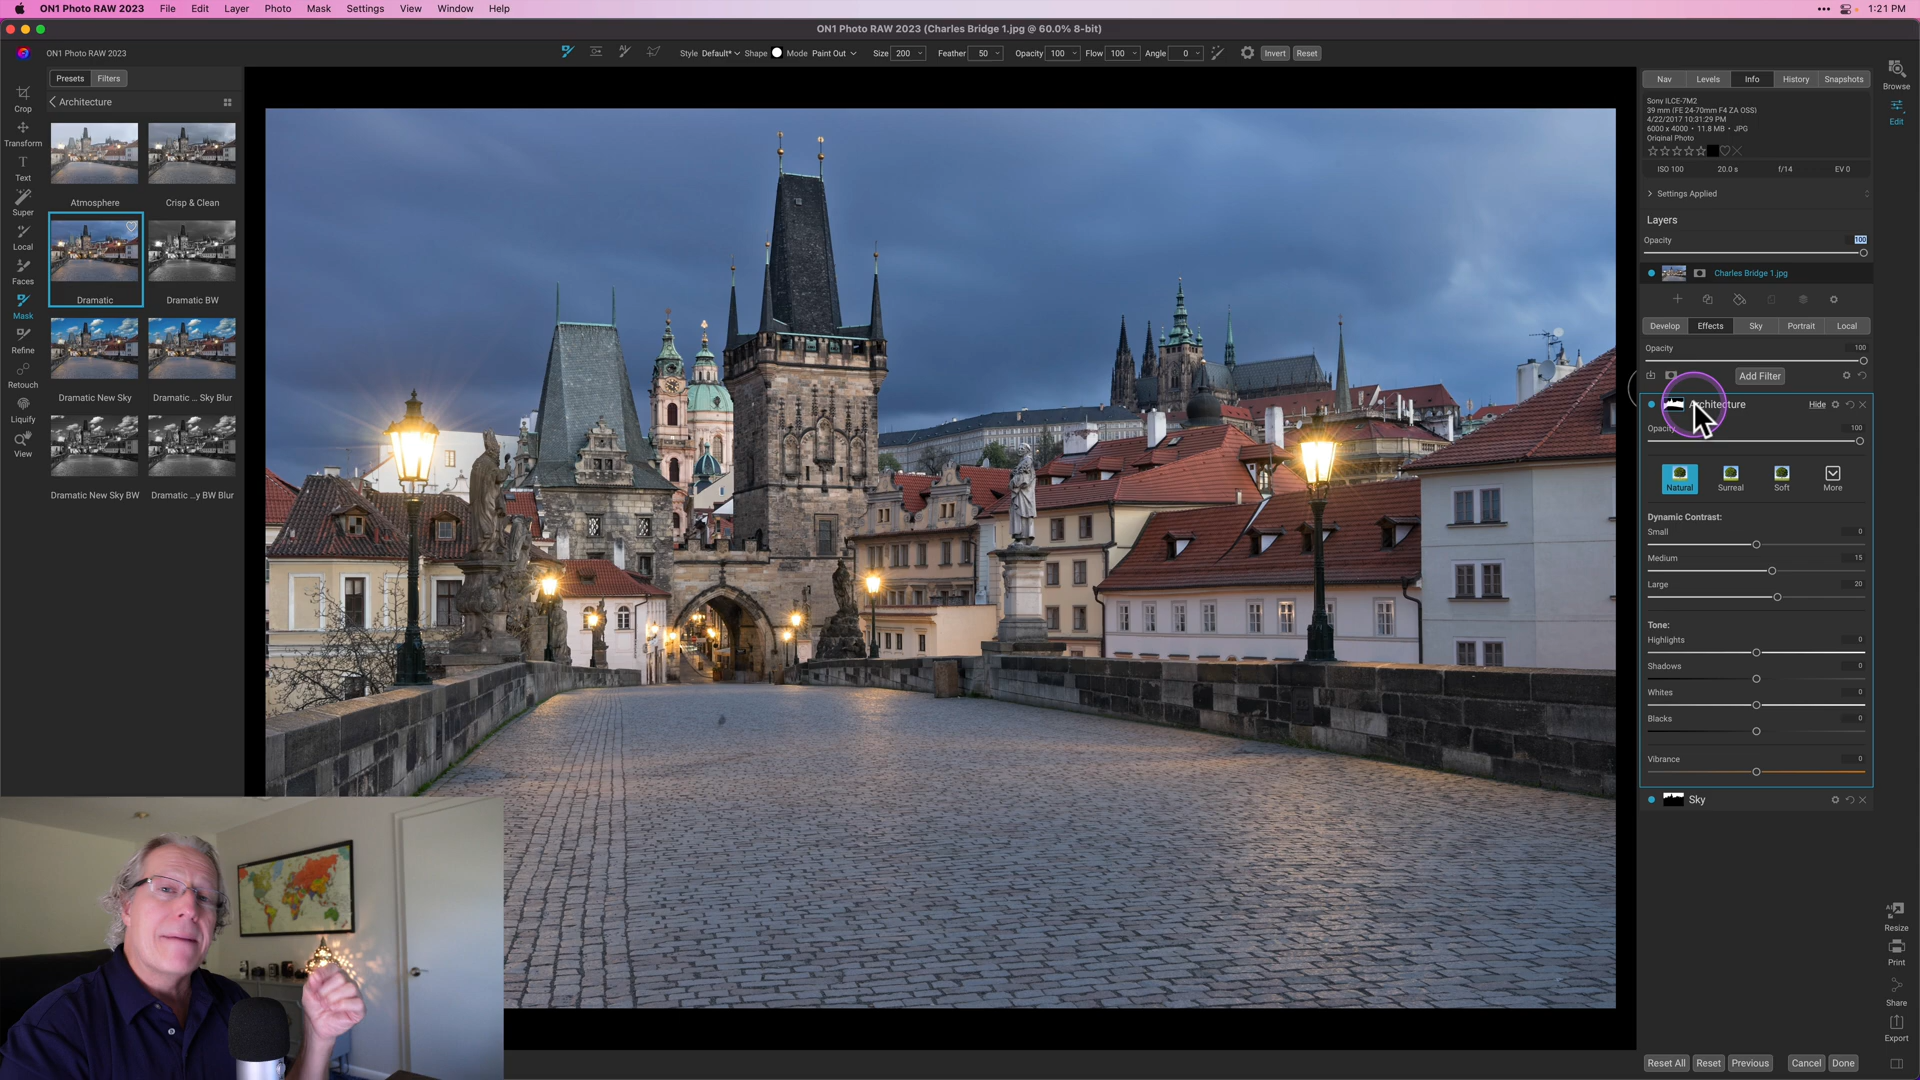 ON1 Photo RAW 2023 File Edit Layer Photo Mask Settings View Window Help 1:21 PM
ON1 Photo RAW 2023 (Charles Bridge 1.jpg @ 60.0% 8-bit)
ON1 Photo RAW 2023
Style Default* Shape Mode Paint Out Size 200 Feather 50 Opacity 100 Flow 100 Angle 0 Invert Reset
Presets Filters
Architecture
Atmosphere Crisp & Clean
Dramatic Dramatic BW
Dramatic New Sky Dramatic ... Sky Blur
Dramatic New Sky BW Dramatic ...y BW Blur
Crop
Transform
Text
Super
Local
Faces
Mask
Refine
Retouch
Liquify
View
Nav Levels Info History Snapshots
Sony ILCE-7M2
39 mm (FE 24-70mm F4 ZA OSS)
4/22/2017 10:31:29 PM
6000 x 4000 • 11.8 MB • JPG
Original Photo
ISO 100 20.0 s f/14 EV 0
Settings Applied
Layers
Opacity 100
Charles Bridge 1.jpg
Develop Effects Sky Portrait Local
Opacity 100
Add Filter
Architecture Hide
Opacity 100
Natural Surreal Soft More
Dynamic Contrast:
Small 0
Medium 15
Large 20
Tone:
Highlights 0
Shadows 0
Whites 0
Blacks 0
Vibrance 0
Sky
Browse
Edit
AI
Resize
Print
Share
Export
Reset All Reset Previous Cancel Done